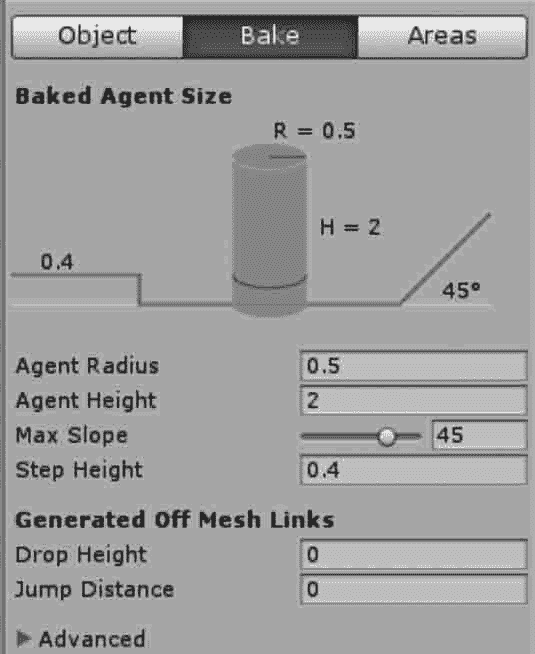 Object Bake Areas
Baked Agent Size
R = 0.5
H = 2
0.4
45°
Agent Radius 0.5
Agent Height 2
Max Slope 45
Step Height 0.4
Generated Off Mesh Links
Drop Height 0
Jump Distance 0
Advanced